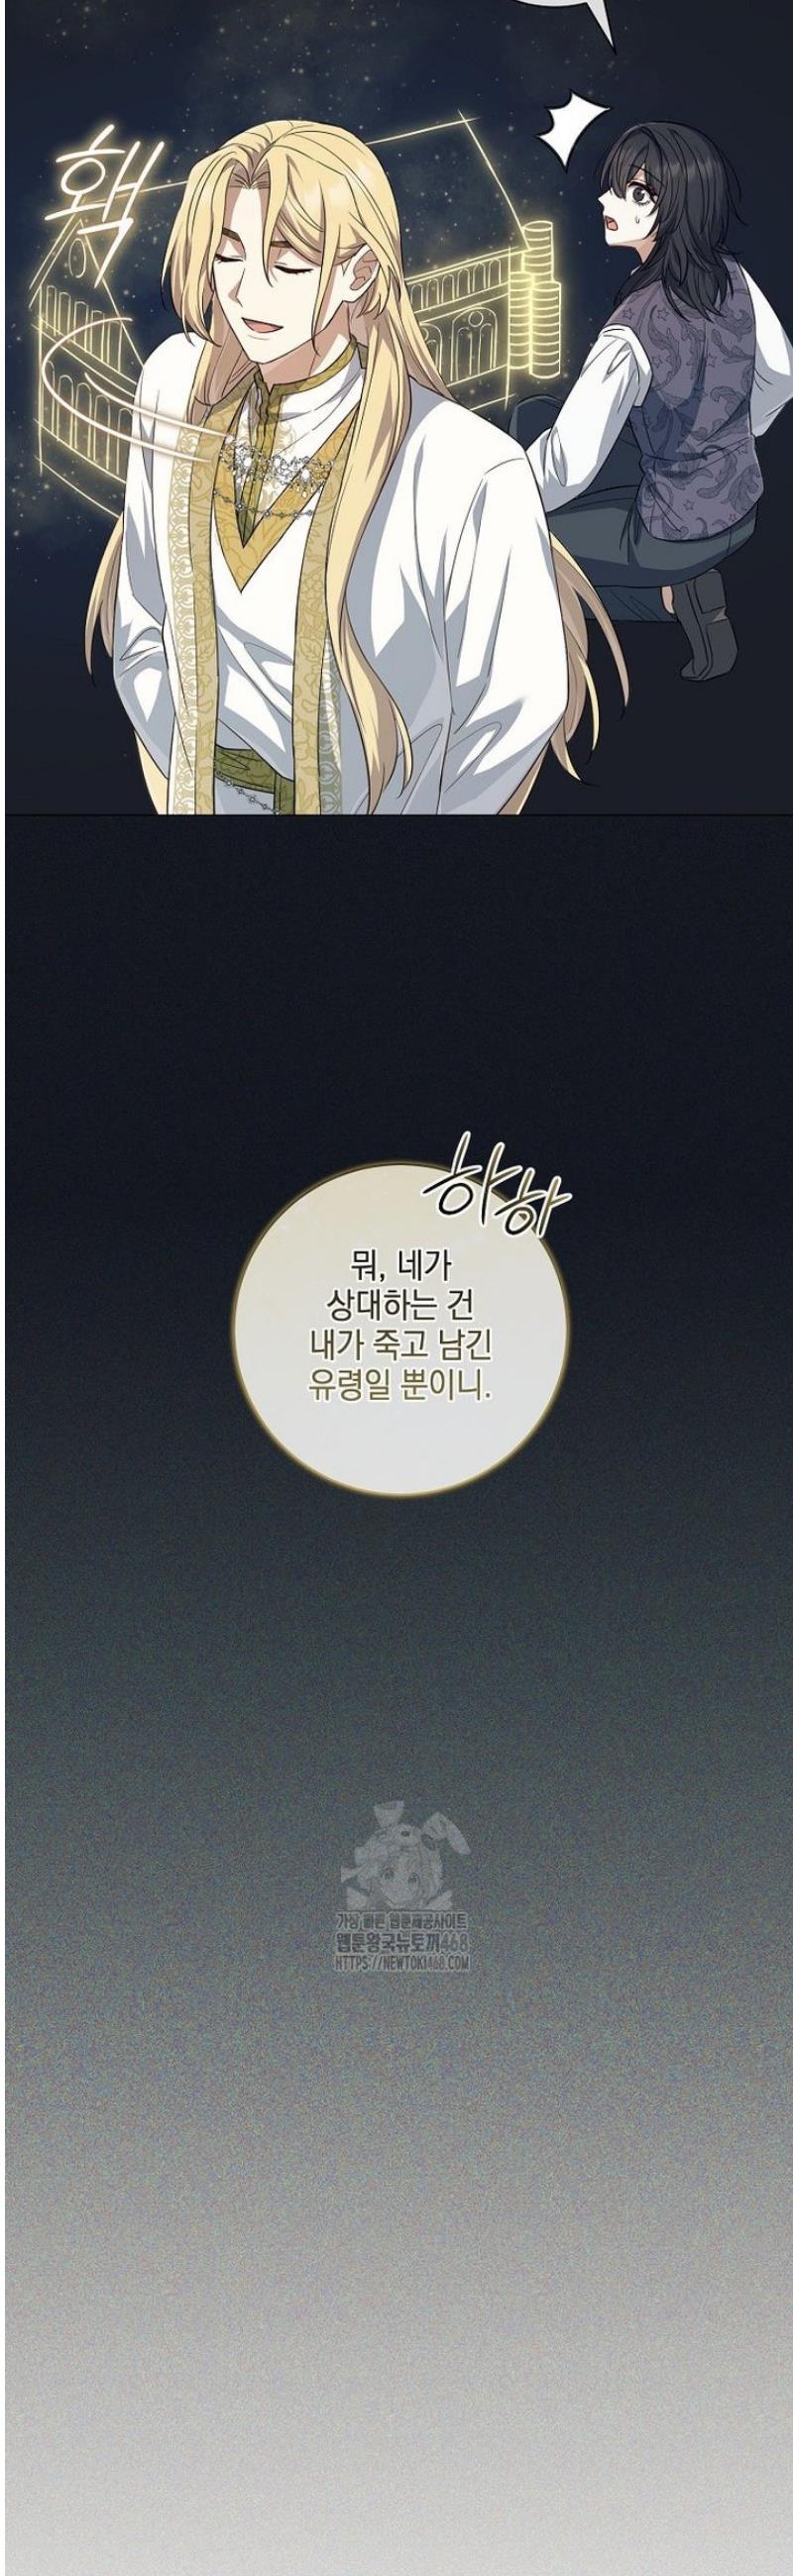 홱
하하
뭐, 네가
상대하는 건
내가 죽고 남긴
유령일 뿐이니.
가상 빠른 웹툰제공사이트
웹툰왕국뉴토끼468
HTTPS://NEWTOKI468.COM